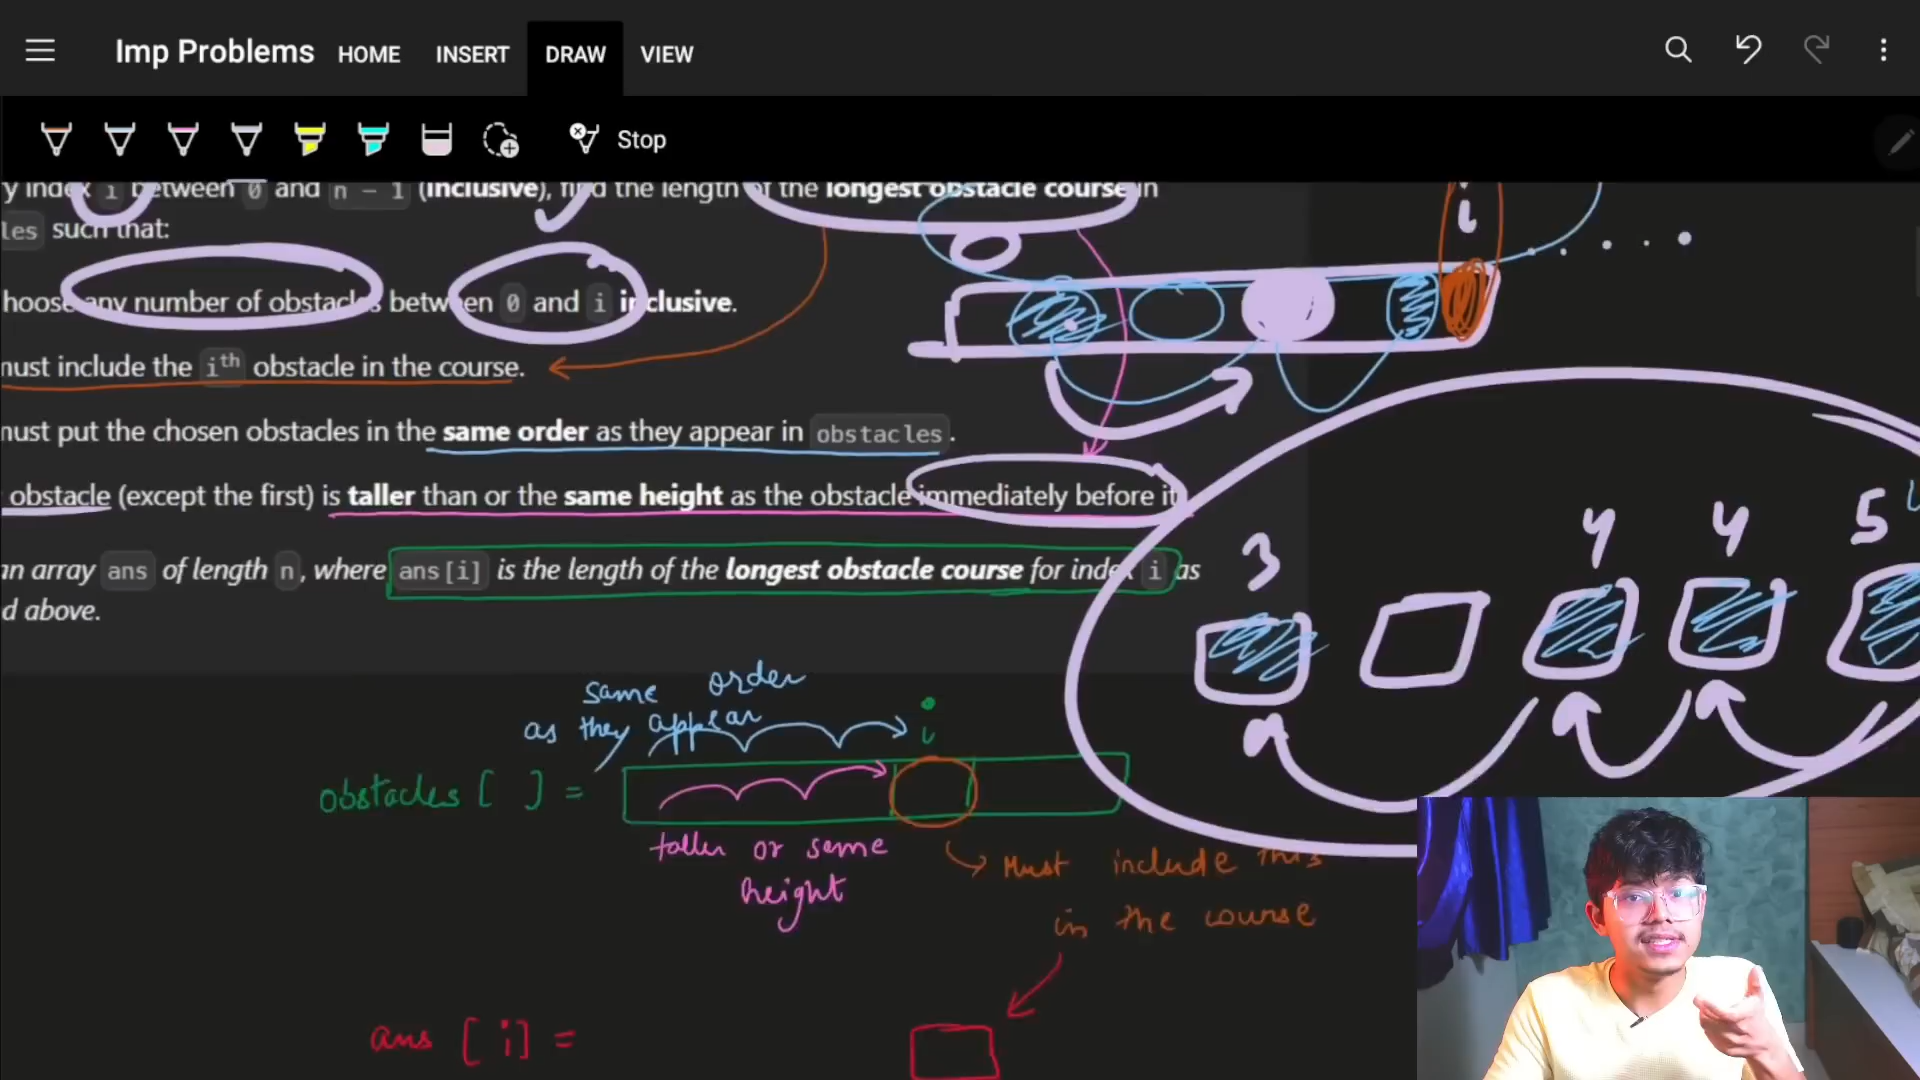 Imp Problems HOME INSERT DRAW VIEW
Stop
y index i between 0 and n - 1 (inclusive), find the length of the longest obstacle course in
les such that:
hoose any number of obstacles between 0 and i inclusive.
must include the ith obstacle in the course.
must put the chosen obstacles in the same order as they appear in obstacles.
obstacle (except the first) is taller than or the same height as the obstacle immediately before it
an array ans of length n, where ans[i] is the length of the longest obstacle course for index i as
d above.
i
3 4 4 5
same order
as they appear
i
obstacles [ ] =
taller or same
height
Must include this
in the course
ans [ i ] =